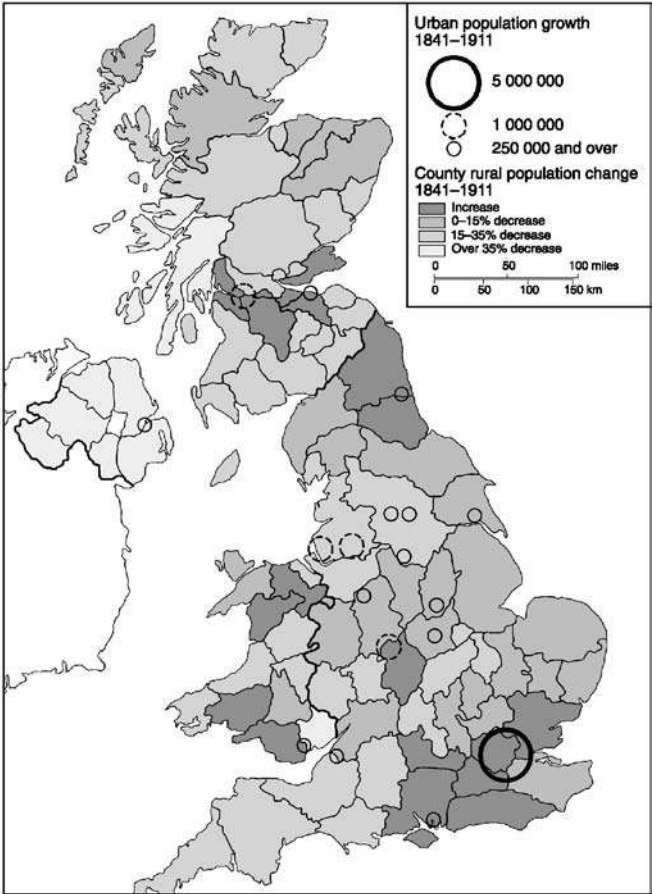 Urban population growth
1841–1911
5 000 000
1 000 000
250 000 and over
County rural population change
1841–1911
Increase
0–15% decrease
15–35% decrease
Over 35% decrease
0 50 100 miles
0 50 100 150 km